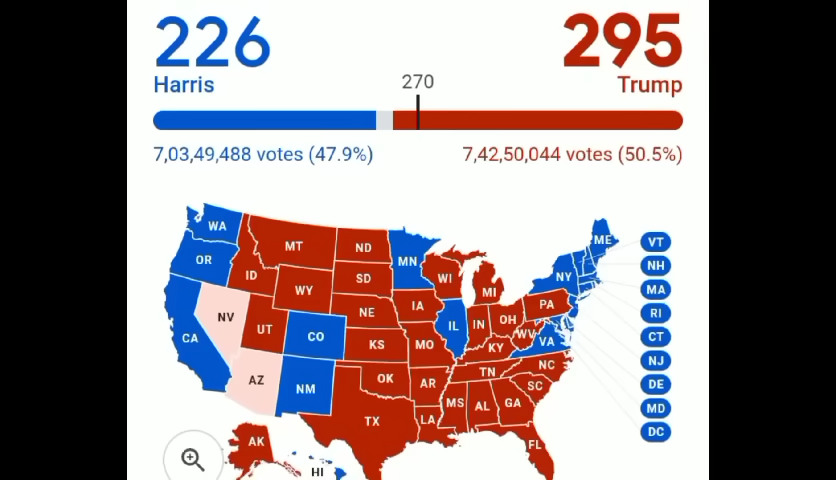 226 295
Harris 270 Trump
7,03,49,488 votes (47.9%) 7,42,50,044 votes (50.5%)
WA MT ND MN ME VT
OR ID SD WI NY NH
WY MI MA
NV NE IA PA RI
CA UT CO IL IN OH WV VA CT
KS MO KY NJ
AZ NM OK AR TN NC DE
TX MS AL GA SC MD
LA DC
AK FL
HI